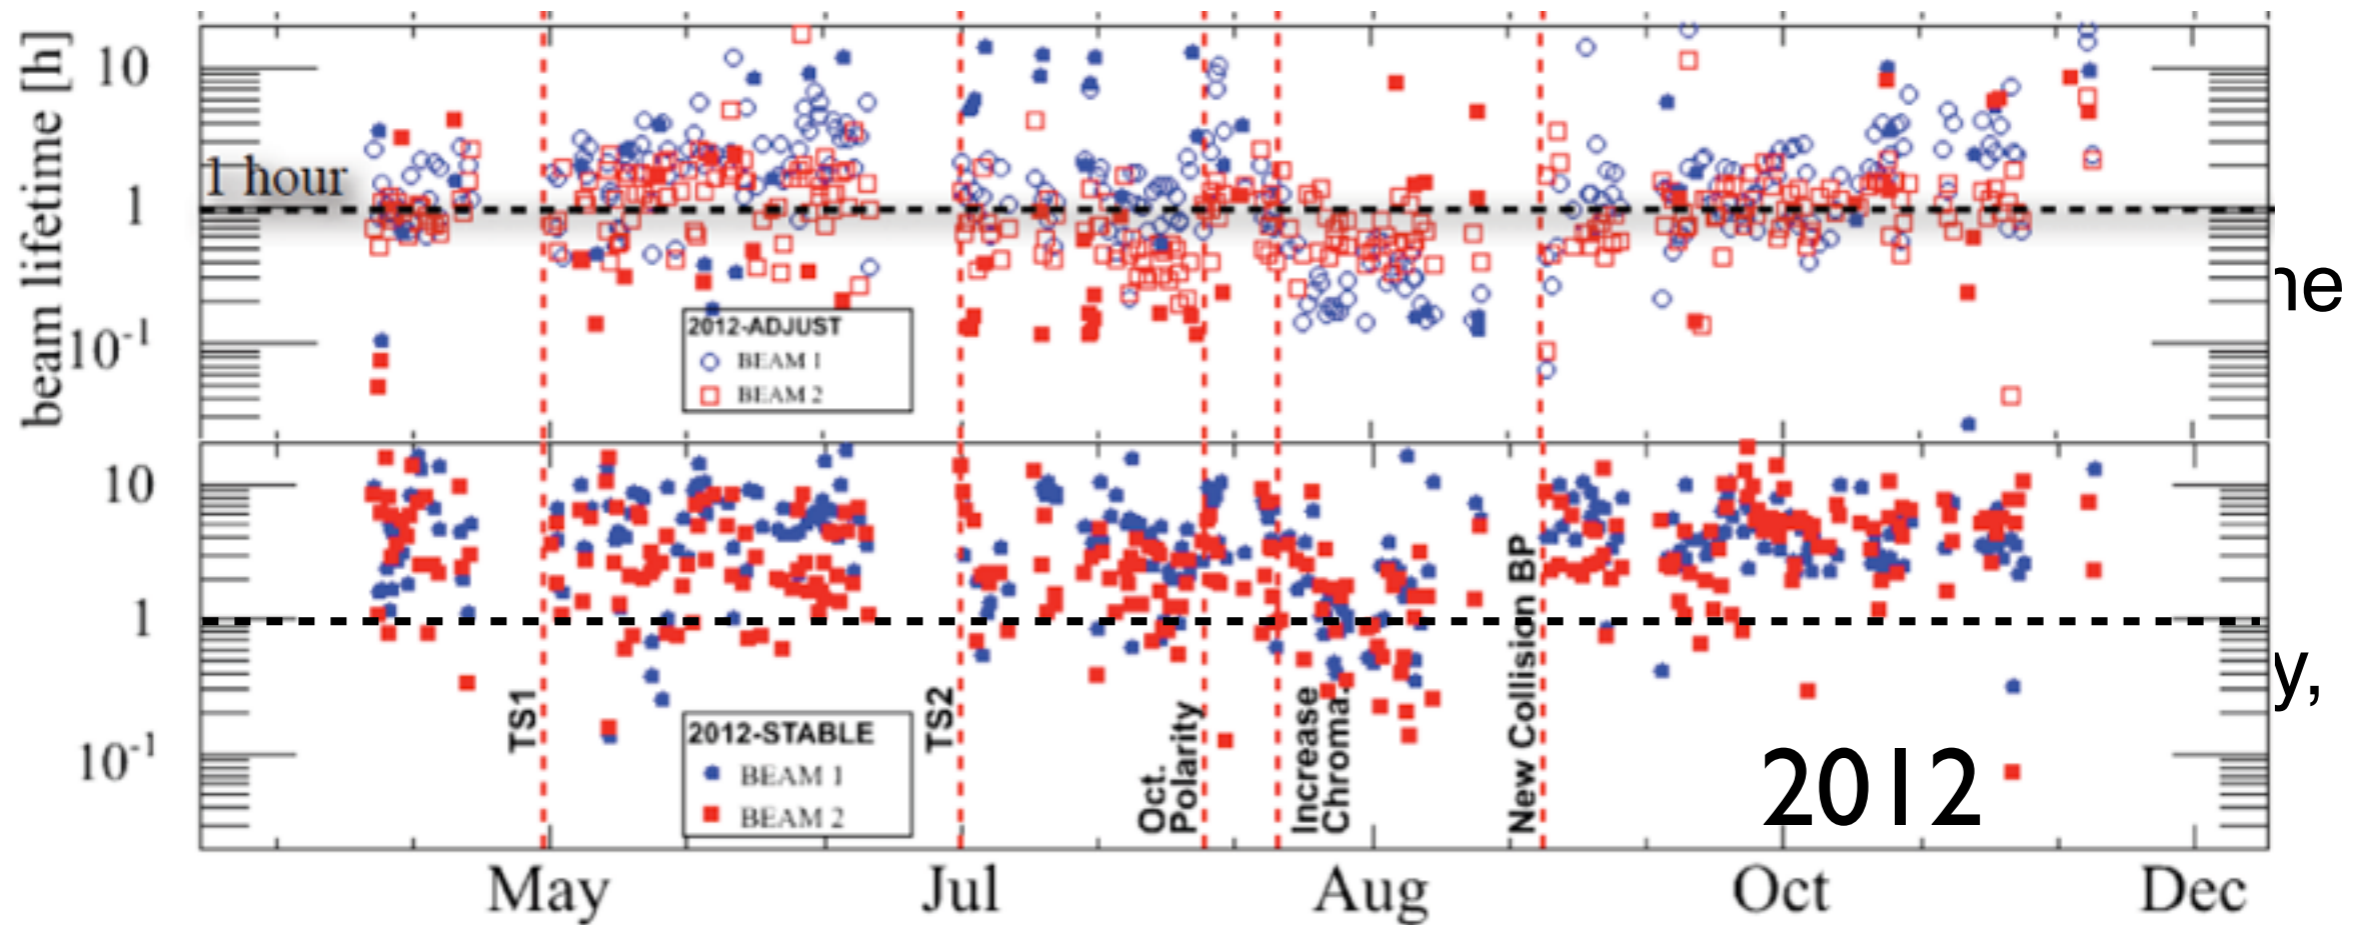 beam lifetime [h]
10
1 hour
1
10-1
2012-ADJUST
BEAM 1
BEAM 2
ne
10
1
10-1
TS1
2012-STABLE
BEAM 1
BEAM 2
TS2
Oct.
Polarity
Increase
Chroma.
New Collision BP
y,
2012
May
Jul
Aug
Oct
Dec